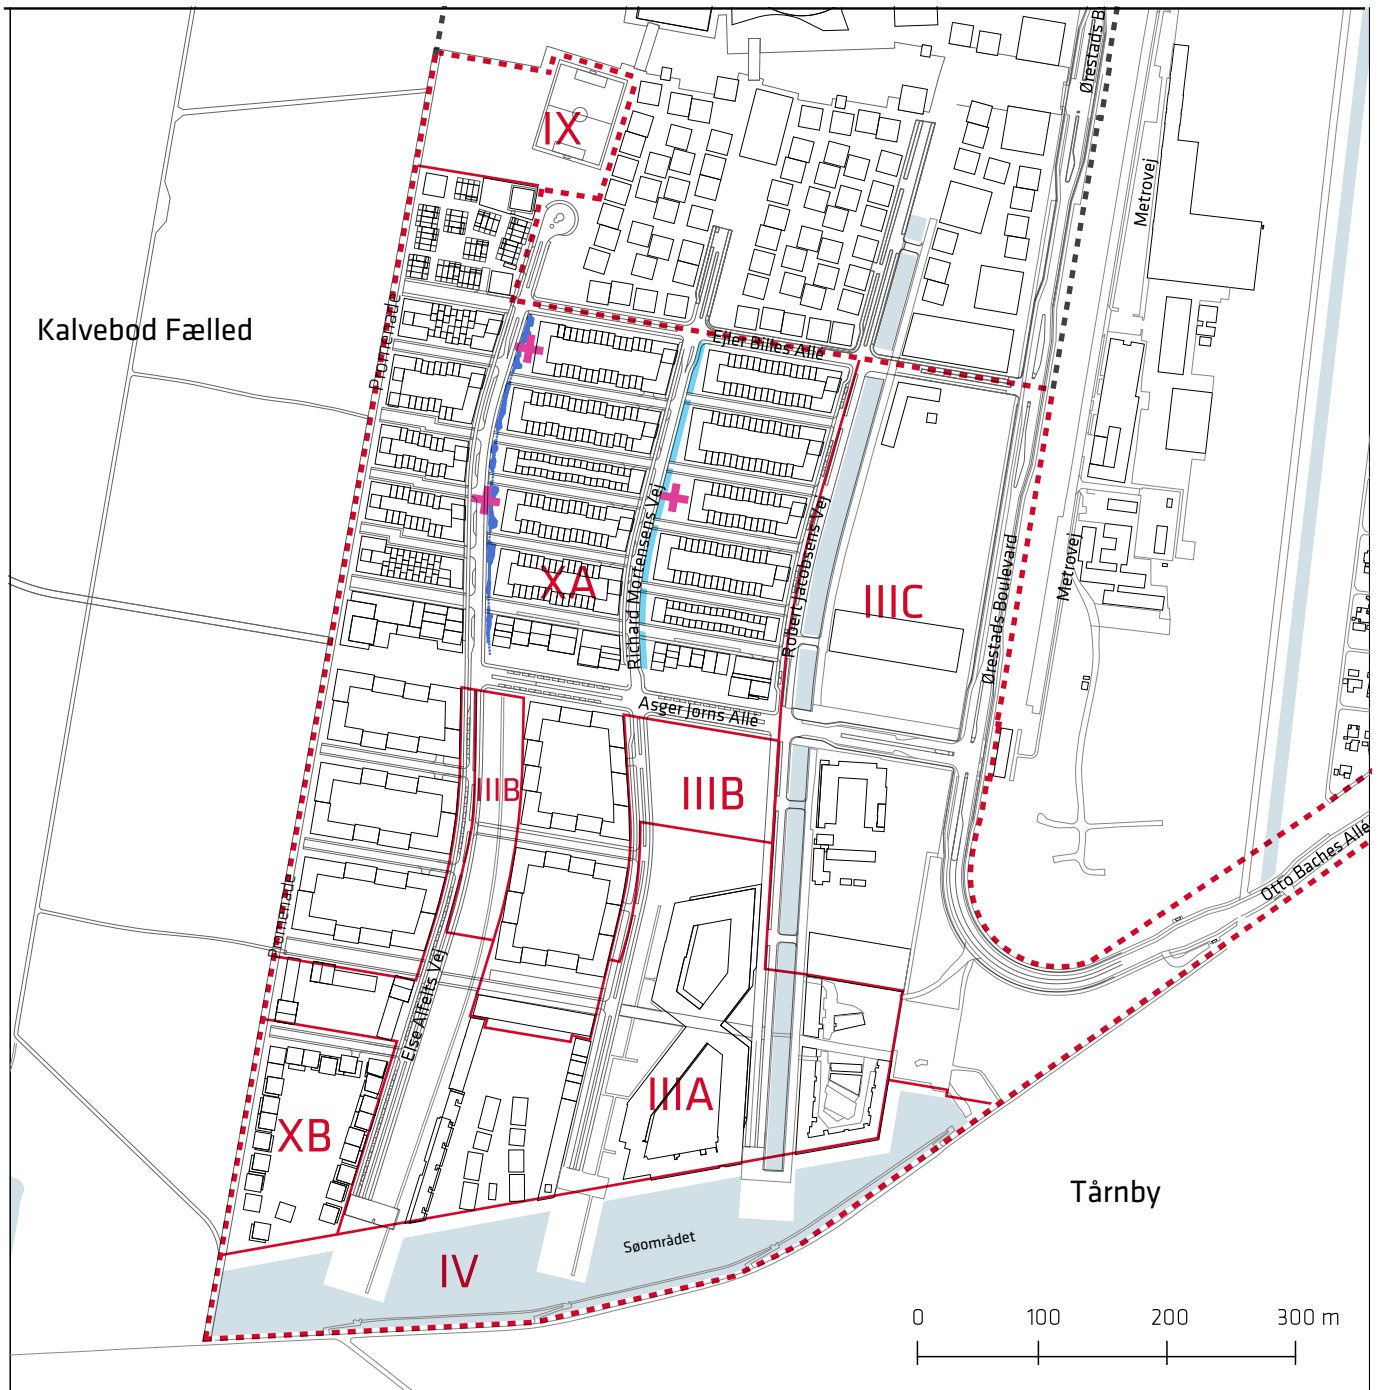 Ørestads B
IX
Metrovej
Kalvebod Fælled
Promenade
Ejler Billes Allé
XA
Richard Mortensens Vej
Robert Jacobsens Vej
IIIC
Ørestads Boulevard
Metrovej
Asger Jorns Allé
IIIB
IIIB
Otto Baches Allé
Promenade
Else Alfelts Vej
IIIA
XB
Tårnby
Søområdet
IV
0 100 200 300 m